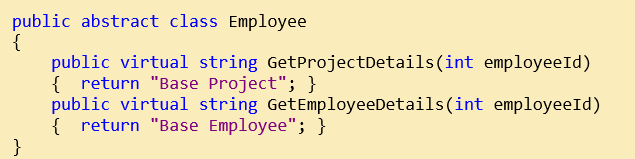 public abstract class Employee
{
    public virtual string GetProjectDetails(int employeeId)
    {  return "Base Project"; }
    public virtual string GetEmployeeDetails(int employeeId)
    {  return "Base Employee"; }
}